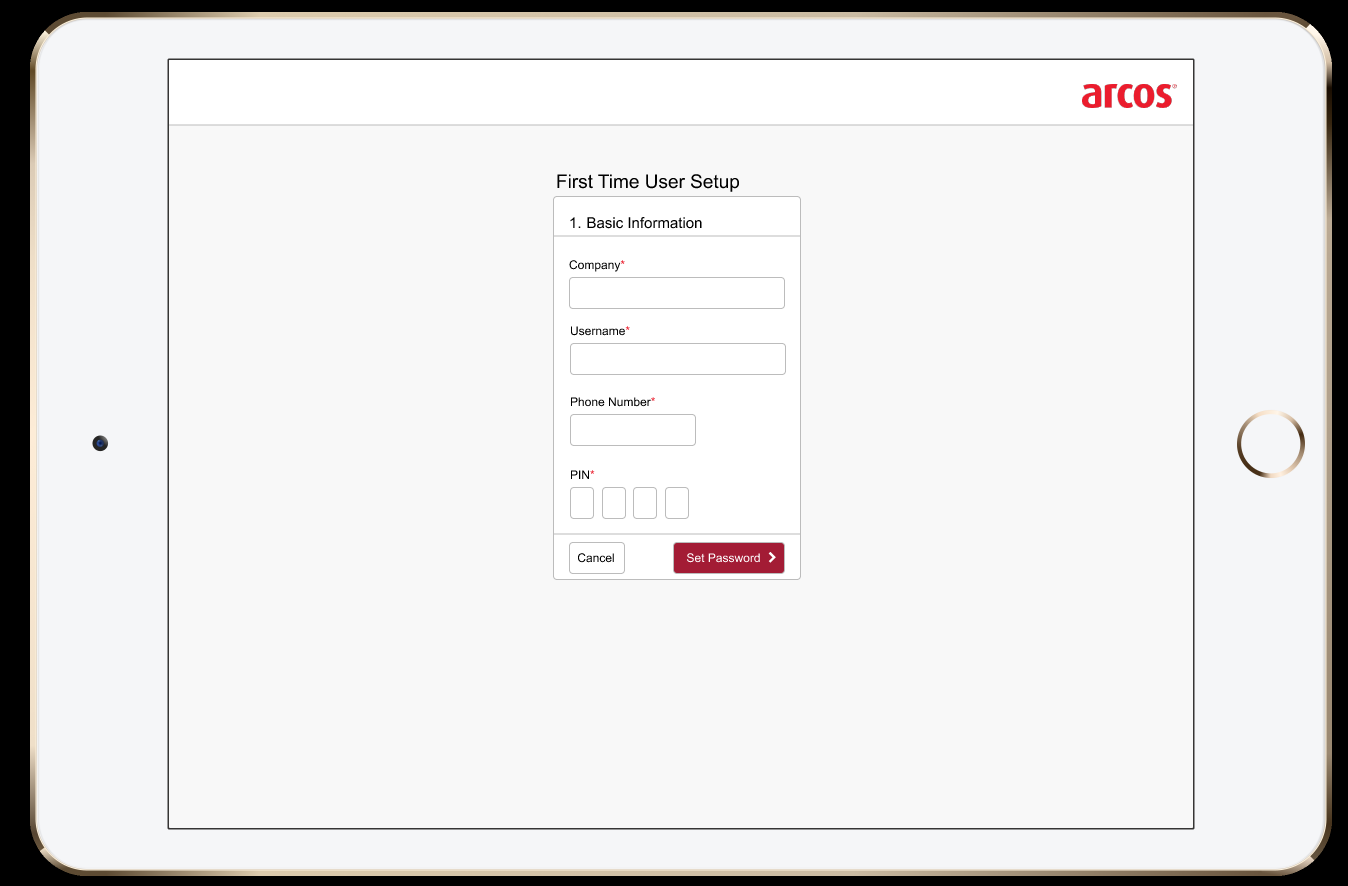 arcos®
First Time User Setup
1. Basic Information
Company*
Username*
Phone Number*
PIN*
Cancel
Set Password